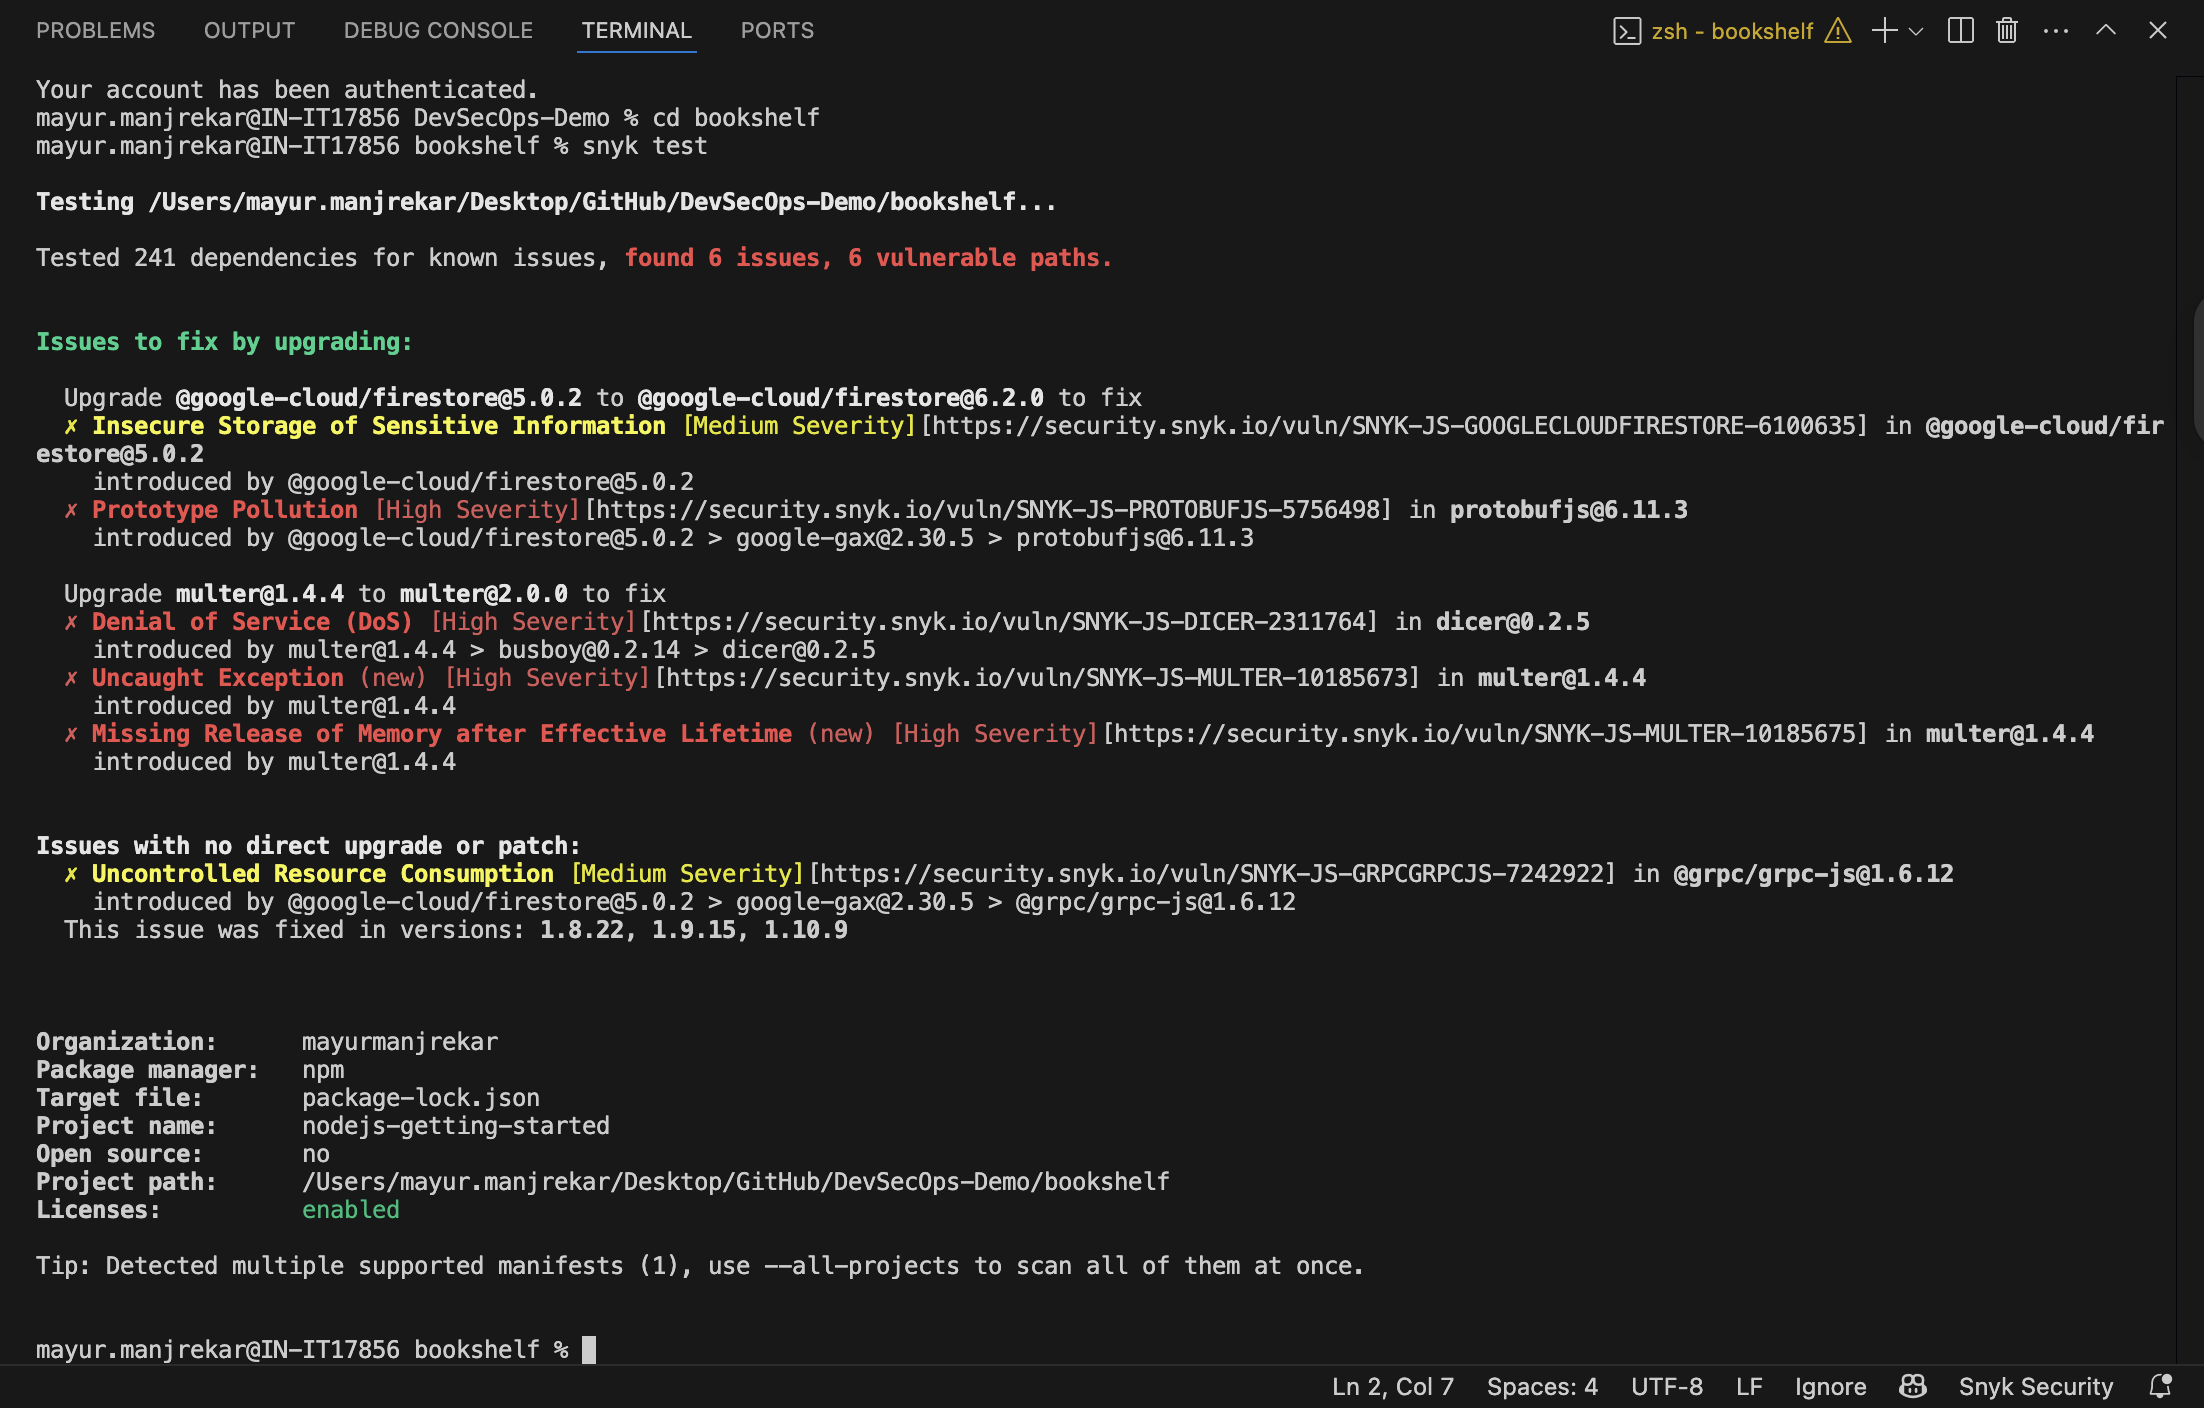 PROBLEMS OUTPUT DEBUG CONSOLE TERMINAL PORTS zsh - bookshelf
Your account has been authenticated.
mayur.manjrekar@IN-IT17856 DevSecOps-Demo % cd bookshelf
mayur.manjrekar@IN-IT17856 bookshelf % snyk test
Testing /Users/mayur.manjrekar/Desktop/GitHub/DevSecOps-Demo/bookshelf...
Tested 241 dependencies for known issues, found 6 issues, 6 vulnerable paths.
Issues to fix by upgrading:
Upgrade @google-cloud/firestore@5.0.2 to @google-cloud/firestore@6.2.0 to fix
✗ Insecure Storage of Sensitive Information [Medium Severity][https://security.snyk.io/vuln/SNYK-JS-GOOGLECLOUDFIRESTORE-6100635] in @google-cloud/fir
estore@5.0.2
introduced by @google-cloud/firestore@5.0.2
✗ Prototype Pollution [High Severity][https://security.snyk.io/vuln/SNYK-JS-PROTOBUFJS-5756498] in protobufjs@6.11.3
introduced by @google-cloud/firestore@5.0.2 > google-gax@2.30.5 > protobufjs@6.11.3
Upgrade multer@1.4.4 to multer@2.0.0 to fix
✗ Denial of Service (DoS) [High Severity][https://security.snyk.io/vuln/SNYK-JS-DICER-2311764] in dicer@0.2.5
introduced by multer@1.4.4 > busboy@0.2.14 > dicer@0.2.5
✗ Uncaught Exception (new) [High Severity][https://security.snyk.io/vuln/SNYK-JS-MULTER-10185673] in multer@1.4.4
introduced by multer@1.4.4
✗ Missing Release of Memory after Effective Lifetime (new) [High Severity][https://security.snyk.io/vuln/SNYK-JS-MULTER-10185675] in multer@1.4.4
introduced by multer@1.4.4
Issues with no direct upgrade or patch:
✗ Uncontrolled Resource Consumption [Medium Severity][https://security.snyk.io/vuln/SNYK-JS-GRPCGRPCJS-7242922] in @grpc/grpc-js@1.6.12
introduced by @google-cloud/firestore@5.0.2 > google-gax@2.30.5 > @grpc/grpc-js@1.6.12
This issue was fixed in versions: 1.8.22, 1.9.15, 1.10.9
Organization: mayurmanjrekar
Package manager: npm
Target file: package-lock.json
Project name: nodejs-getting-started
Open source: no
Project path: /Users/mayur.manjrekar/Desktop/GitHub/DevSecOps-Demo/bookshelf
Licenses: enabled
Tip: Detected multiple supported manifests (1), use --all-projects to scan all of them at once.
mayur.manjrekar@IN-IT17856 bookshelf %
Ln 2, Col 7 Spaces: 4 UTF-8 LF Ignore Snyk Security